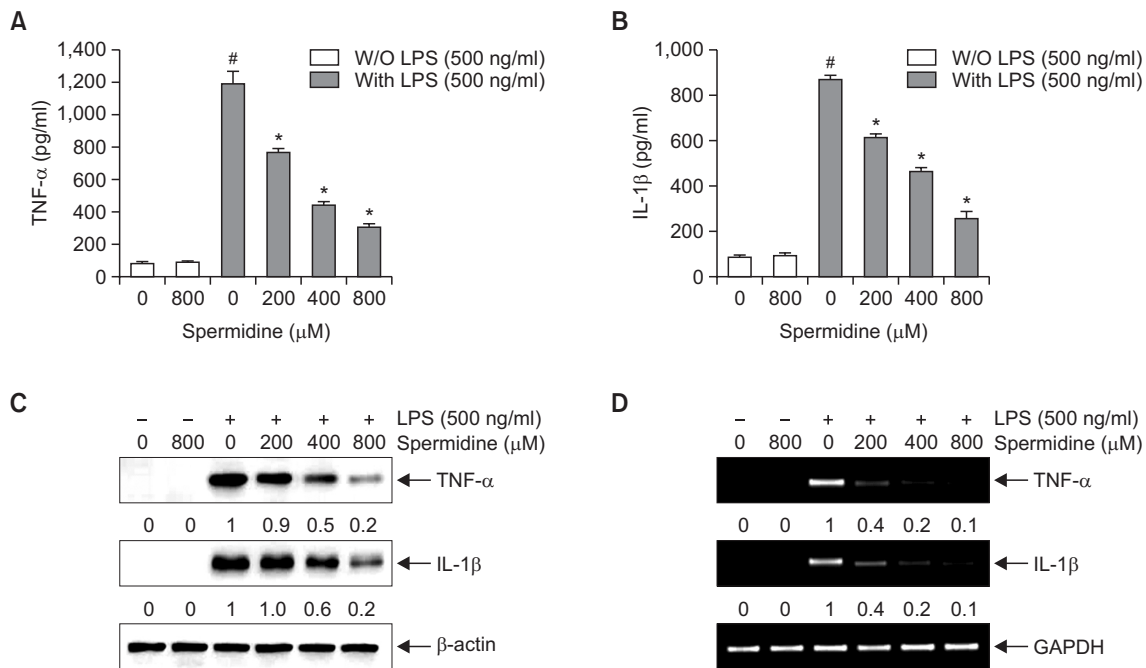 A
TNF-α (pg/ml)
1,400
1,200
1,000
800
600
400
200
0
#
*
*
*
W/O LPS (500 ng/ml)
With LPS (500 ng/ml)
0 800 0 200 400 800
Spermidine (μM)
B
IL-1β (pg/ml)
1,000
800
600
400
200
0
#
*
*
*
W/O LPS (500 ng/ml)
With LPS (500 ng/ml)
0 800 0 200 400 800
Spermidine (μM)
C
– – + + + + LPS (500 ng/ml)
0 800 0 200 400 800 Spermidine (μM)
TNF-α
0 0 1 0.9 0.5 0.2
IL-1β
0 0 1 1.0 0.6 0.2
β-actin
D
– – + + + + LPS (500 ng/ml)
0 800 0 200 400 800 Spermidine (μM)
TNF-α
0 0 1 0.4 0.2 0.1
IL-1β
0 0 1 0.4 0.2 0.1
GAPDH